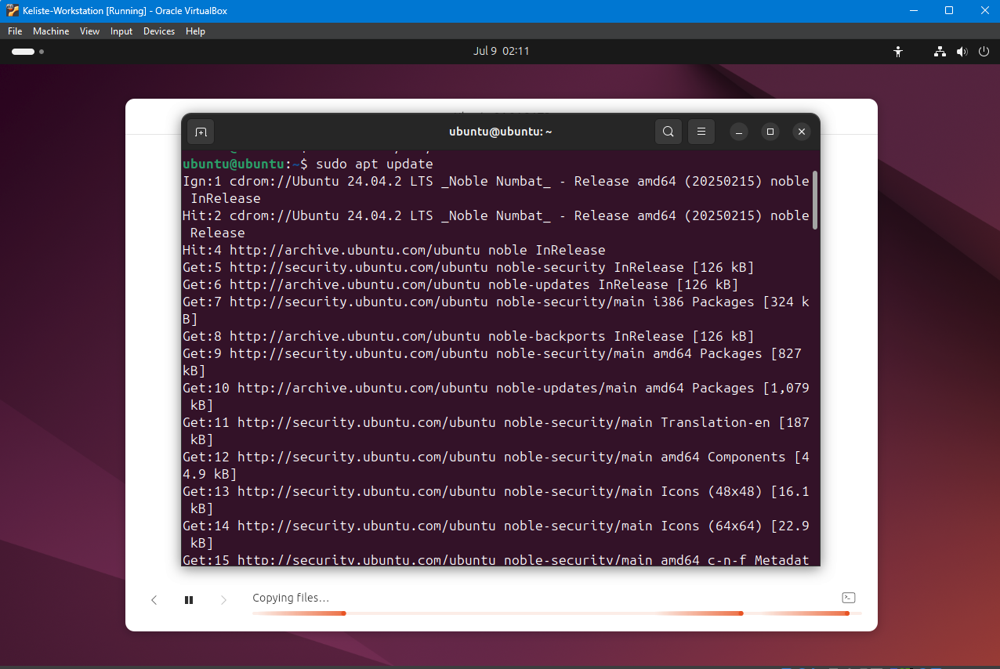 Keliste-Workstation [Running] - Oracle VirtualBox
File Machine View Input Devices Help
Jul 9 02:11
ubuntu@ubuntu: ~
ubuntu@ubuntu:~$ sudo apt update
Ign:1 cdrom://Ubuntu 24.04.2 LTS _Noble Numbat_ - Release amd64 (20250215) noble
InRelease
Hit:2 cdrom://Ubuntu 24.04.2 LTS _Noble Numbat_ - Release amd64 (20250215) noble
Release
Hit:4 http://archive.ubuntu.com/ubuntu noble InRelease
Get:5 http://security.ubuntu.com/ubuntu noble-security InRelease [126 kB]
Get:6 http://archive.ubuntu.com/ubuntu noble-updates InRelease [126 kB]
Get:7 http://security.ubuntu.com/ubuntu noble-security/main i386 Packages [324 k
B]
Get:8 http://archive.ubuntu.com/ubuntu noble-backports InRelease [126 kB]
Get:9 http://security.ubuntu.com/ubuntu noble-security/main amd64 Packages [827
kB]
Get:10 http://archive.ubuntu.com/ubuntu noble-updates/main amd64 Packages [1,079
kB]
Get:11 http://security.ubuntu.com/ubuntu noble-security/main Translation-en [187
kB]
Get:12 http://security.ubuntu.com/ubuntu noble-security/main amd64 Components [4
4.9 kB]
Get:13 http://security.ubuntu.com/ubuntu noble-security/main Icons (48x48) [16.1
kB]
Get:14 http://security.ubuntu.com/ubuntu noble-security/main Icons (64x64) [22.9
kB]
Get:15 http://security.ubuntu.com/ubuntu noble-security/main amd64 c-n-f Metadat
Copying files...